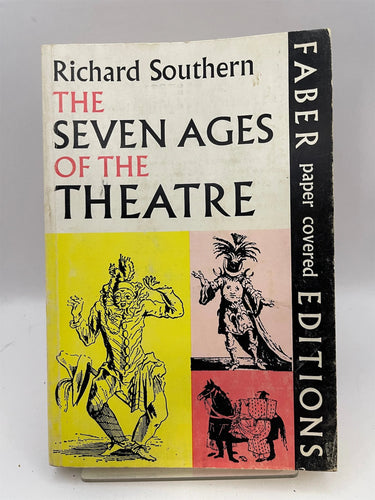 Richard Southern
THE
SEVEN AGES
OF THE
THEATRE
FABER paper covered EDITIONS